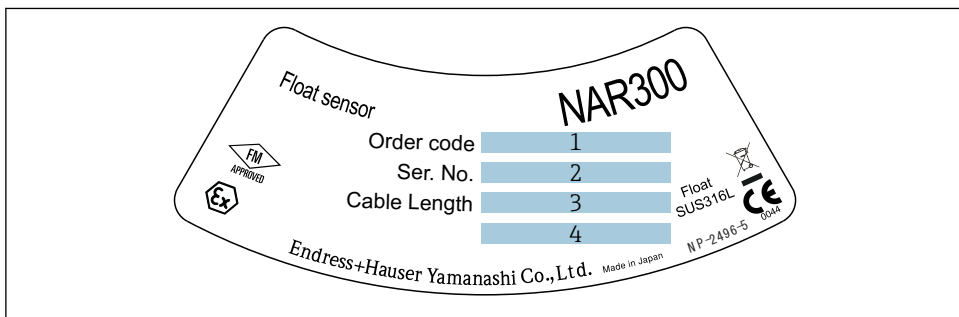 Float sensor
NAR300
Order code 1
Ser. No. 2
Cable Length 3
4
FM
APPROVED
Ex
Float
SUS316L
CE
0044
NP-2496-5
Endress+Hauser Yamanashi Co.,Ltd. Made in Japan